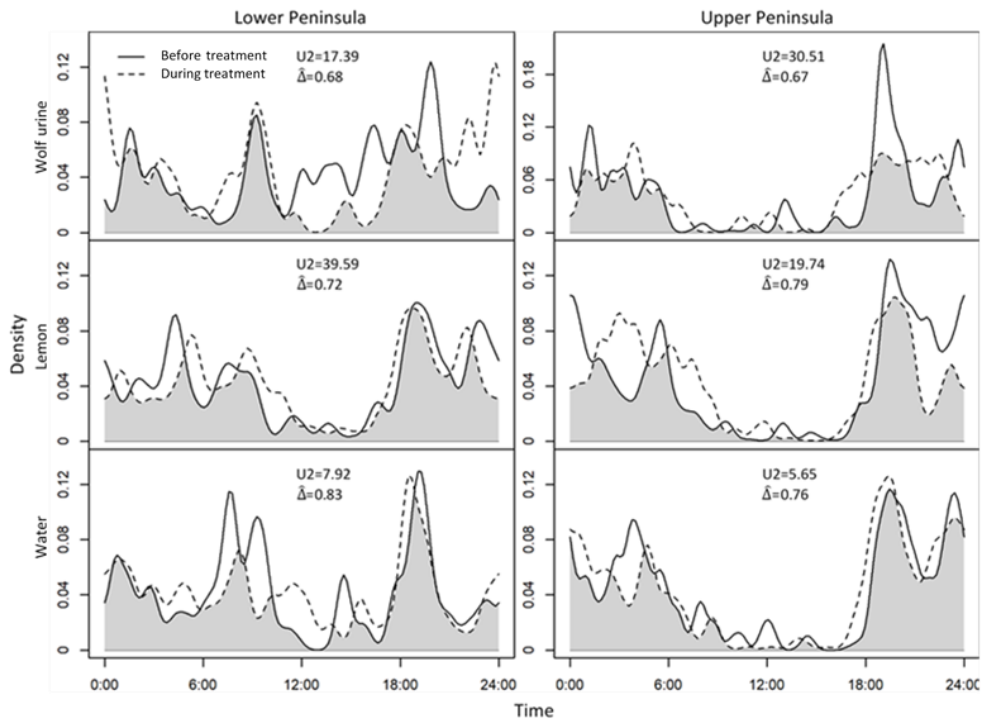 Lower Peninsula
Upper Peninsula
Before treatment
During treatment
U2=17.39
Δ̂=0.68
U2=30.51
Δ̂=0.67
Wolf urine
0.12
0.08
0.04
0
0.18
0.12
0.06
0
U2=39.59
Δ̂=0.72
U2=19.74
Δ̂=0.79
Density
Lemon
0.12
0.08
0.04
0
0.12
0.08
0.04
0
U2=7.92
Δ̂=0.83
U2=5.65
Δ̂=0.76
Water
0.12
0.08
0.04
0
0.12
0.08
0.04
0
0:00 6:00 12:00 18:00 24:00
0:00 6:00 12:00 18:00 24:00
Time